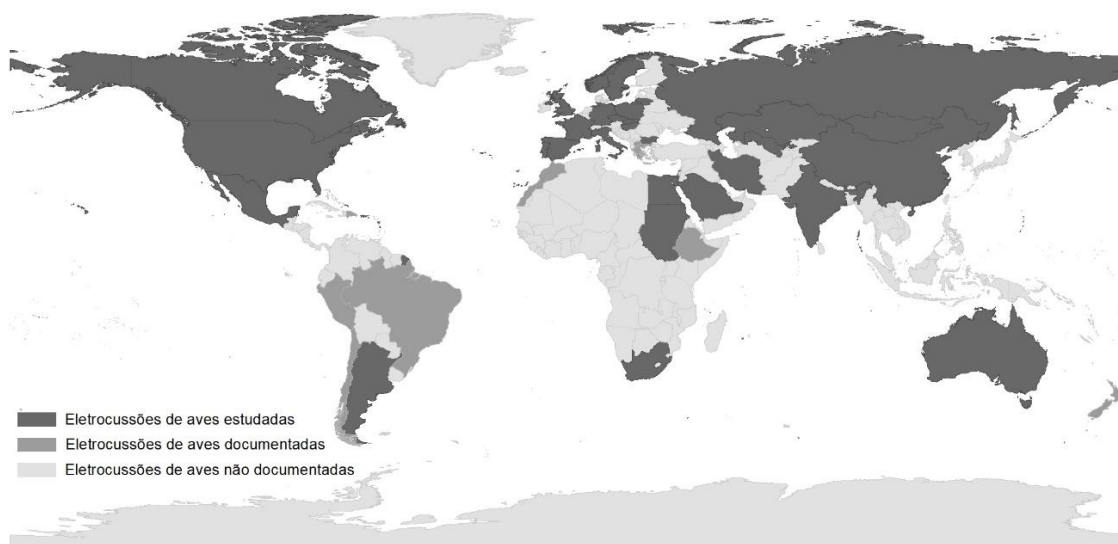 Eletrocussões de aves estudadas
Eletrocussões de aves documentadas
Eletrocussões de aves não documentadas